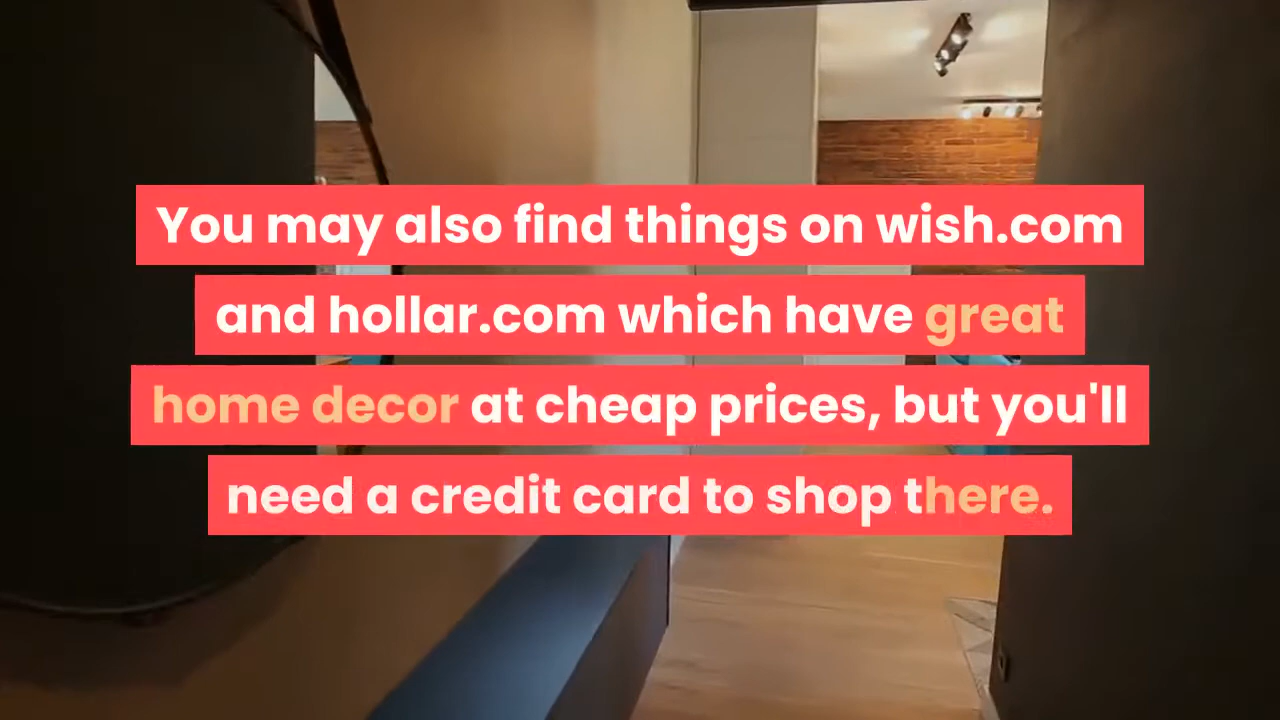 You may also find things on wish.com
and hollar.com which have great
home decor at cheap prices, but you'll
need a credit card to shop there.